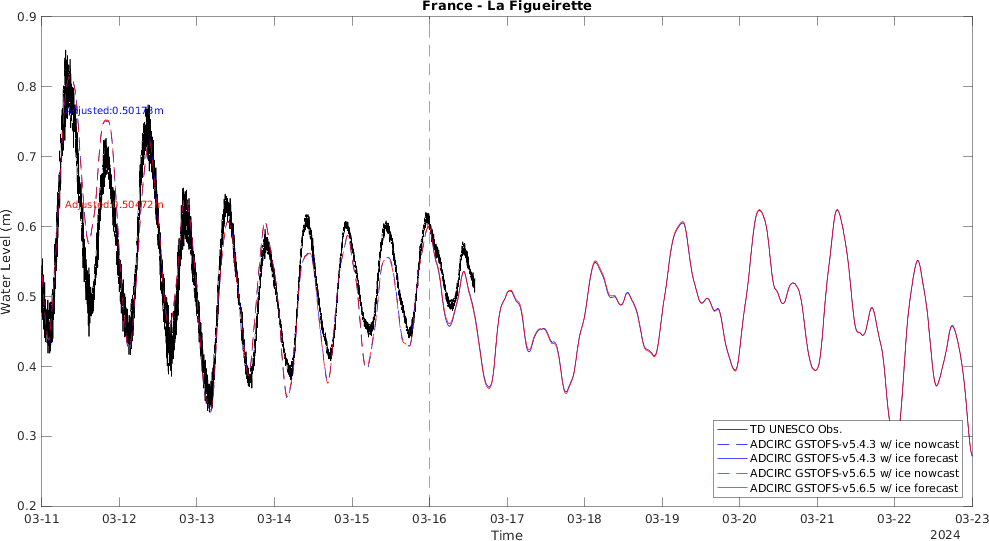 France - La Figueirette
0.9
0.8
0.7
0.6
0.5
0.4
0.3
0.2
Water Level (m)
Adjusted:0.50173m
Adjusted:0.50472m
TD UNESCO Obs.
ADCIRC GSTOFS-v5.4.3 w/ ice nowcast
ADCIRC GSTOFS-v5.4.3 w/ ice forecast
ADCIRC GSTOFS-v5.6.5 w/ ice nowcast
ADCIRC GSTOFS-v5.6.5 w/ ice forecast
03-11 03-12 03-13 03-14 03-15 03-16 03-17 03-18 03-19 03-20 03-21 03-22 03-23
Time
2024